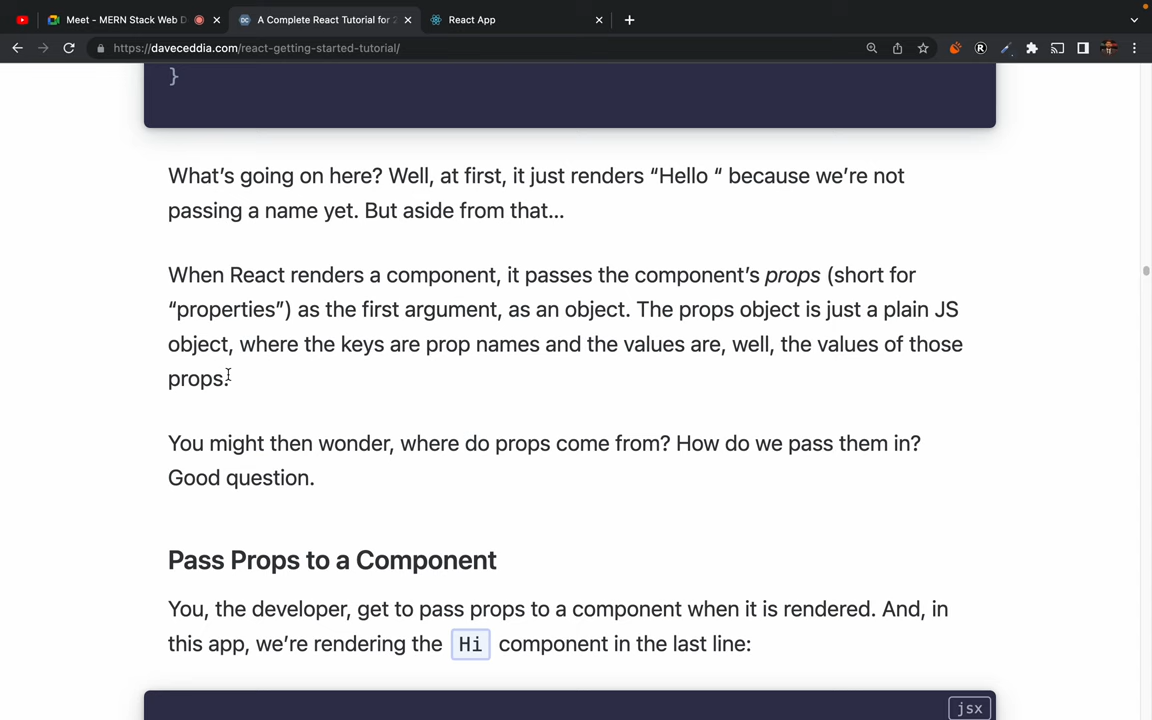 Meet - MERN Stack Web D
A Complete React Tutorial for 2
React App
https://daveceddia.com/react-getting-started-tutorial/
}
What’s going on here? Well, at first, it just renders “Hello “ because we’re not
passing a name yet. But aside from that…
When React renders a component, it passes the component’s props (short for
“properties”) as the first argument, as an object. The props object is just a plain JS
object, where the keys are prop names and the values are, well, the values of those
props.
You might then wonder, where do props come from? How do we pass them in?
Good question.
Pass Props to a Component
You, the developer, get to pass props to a component when it is rendered. And, in
this app, we’re rendering the Hi component in the last line:
jsx